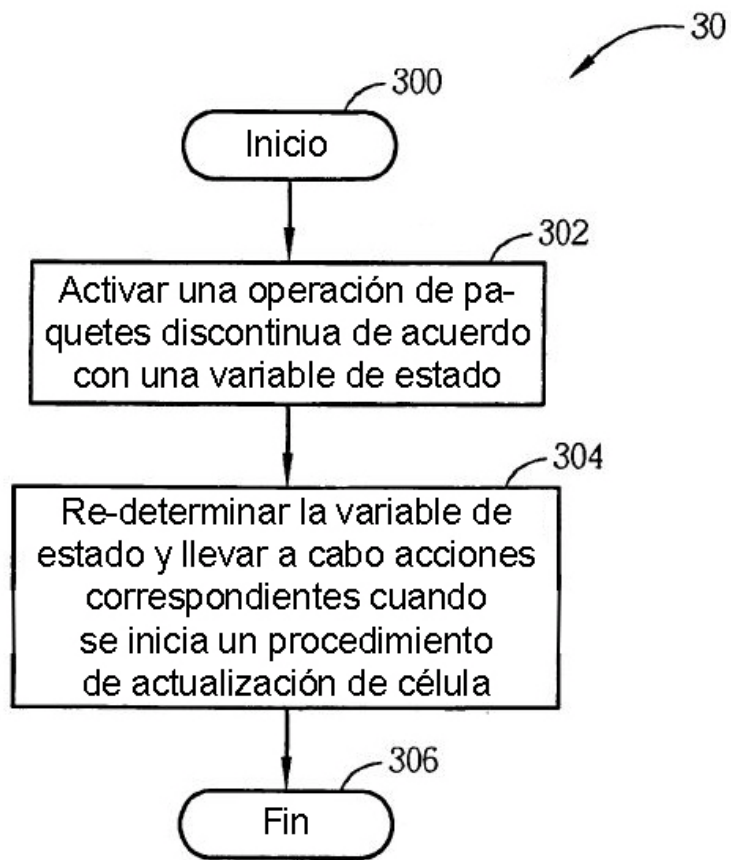 30
300
Inicio
302
Activar una operación de pa-
quetes discontinua de acuerdo
con una variable de estado
304
Re-determinar la variable de
estado y llevar a cabo acciones
correspondientes cuando
se inicia un procedimiento
de actualización de célula
306
Fin